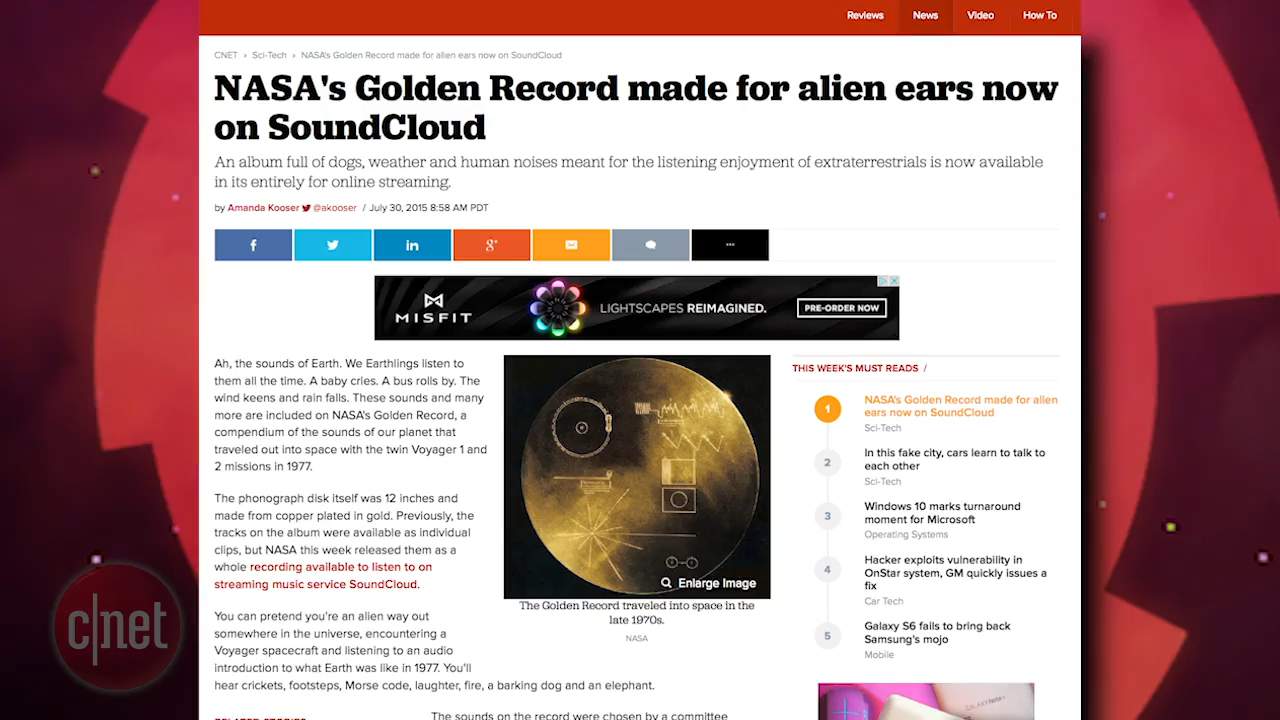 Reviews
News
Video
How To
CNET › Sci-Tech › NASA's Golden Record made for alien ears now on SoundCloud
NASA's Golden Record made for alien ears now
on SoundCloud
An album full of dogs, weather and human noises meant for the listening enjoyment of extraterrestrials is now available
in its entirely for online streaming.
by Amanda Kooser @akooser / July 30, 2015 8:58 AM PDT
MISFIT
LIGHTSCAPES REIMAGINED.
PRE-ORDER NOW
Ah, the sounds of Earth. We Earthlings listen to
them all the time. A baby cries. A bus rolls by. The
wind keens and rain falls. These sounds and many
more are included on NASA's Golden Record, a
compendium of the sounds of our planet that
traveled out into space with the twin Voyager 1 and
2 missions in 1977.
The phonograph disk itself was 12 inches and
made from copper plated in gold. Previously, the
tracks on the album were available as individual
clips, but NASA this week released them as a
whole recording available to listen to on
streaming music service SoundCloud.
You can pretend you're an alien way out
somewhere in the universe, encountering a
Voyager spacecraft and listening to an audio
introduction to what Earth was like in 1977. You'll
hear crickets, footsteps, Morse code, laughter, fire, a barking dog and an elephant.
RELATED STORIES
The sounds on the record were chosen by a committee
Enlarge Image
The Golden Record traveled into space in the
late 1970s.
NASA
THIS WEEK'S MUST READS /
1
NASA's Golden Record made for alien
ears now on SoundCloud
Sci-Tech
2
In this fake city, cars learn to talk to
each other
Sci-Tech
3
Windows 10 marks turnaround
moment for Microsoft
Operating Systems
4
Hacker exploits vulnerability in
OnStar system, GM quickly issues a
fix
Car Tech
5
Galaxy S6 fails to bring back
Samsung's mojo
Mobile
c|net